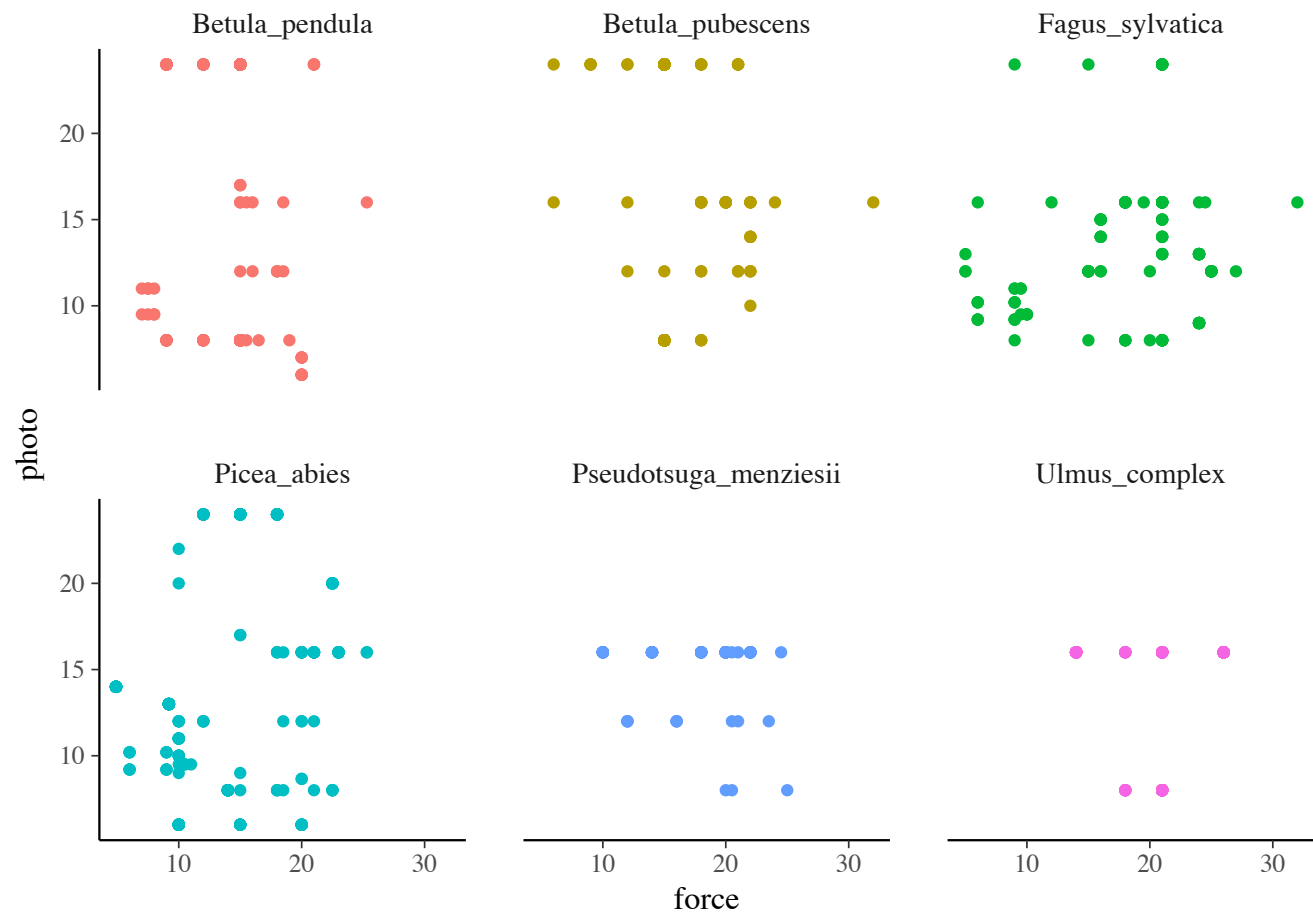 Betula_pendula Betula_pubescens Fagus_sylvatica
20
15
10
photo
Picea_abies Pseudotsuga_menziesii Ulmus_complex
20
15
10
10 20 30 10 20 30 10 20 30
force